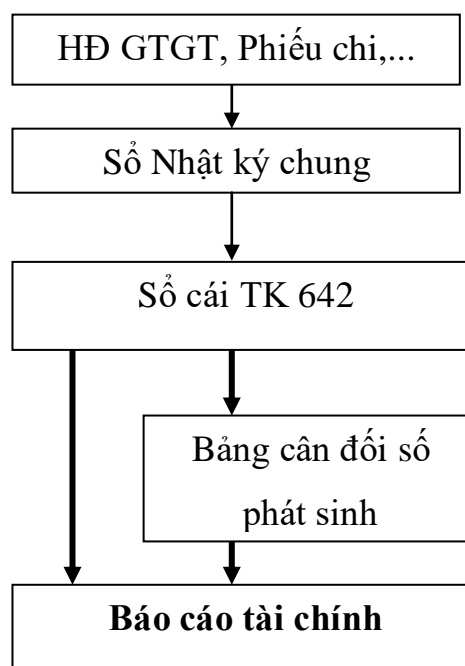 HĐ GTGT, Phiếu chi,...
Sổ Nhật ký chung
Sổ cái TK 642
Bảng cân đối số
phát sinh
Báo cáo tài chính